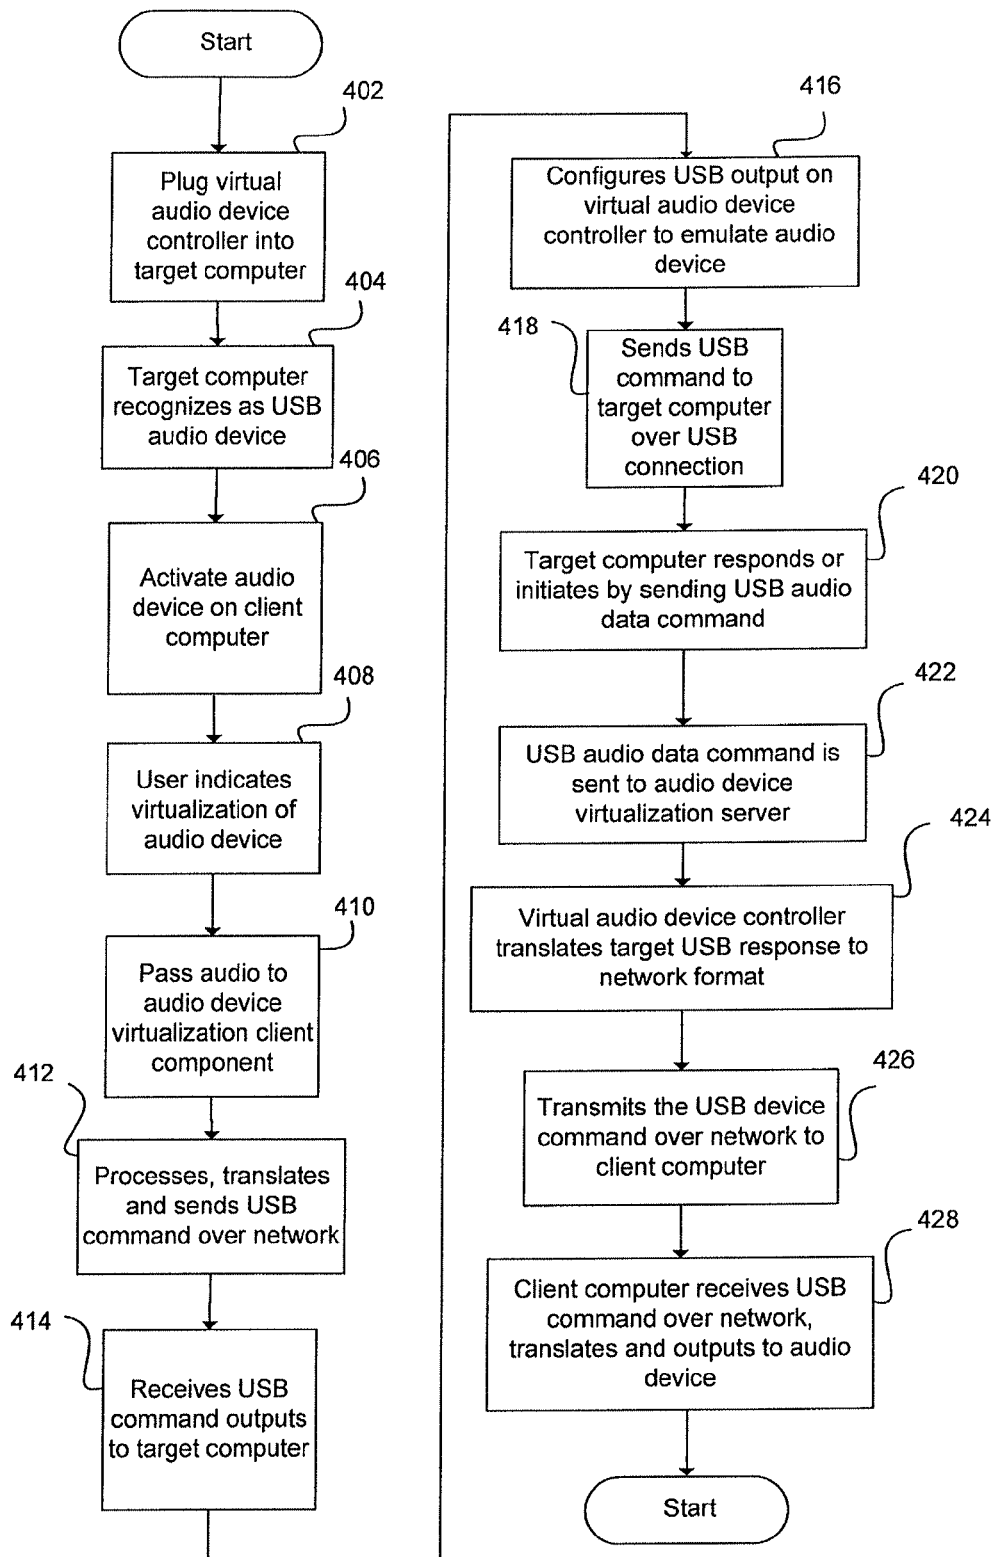 Start
402
Plug virtual
audio device
controller into
target computer
404
Target computer
recognizes as USB
audio device
406
Activate audio
device on client
computer
408
User indicates
virtualization of
audio device
410
Pass audio to
audio device
virtualization client
component
412
Processes, translates
and sends USB
command over network
414
Receives USB
command outputs
to target computer
416
Configures USB output on
virtual audio device
controller to emulate audio
device
418
Sends USB
command to
target computer
over USB
connection
420
Target computer responds or
initiates by sending USB audio
data command
422
USB audio data command is
sent to audio device
virtualization server
424
Virtual audio device controller
translates target USB response to
network format
426
Transmits the USB device
command over network to
client computer
428
Client computer receives USB
command over network,
translates and outputs to audio
device
Start